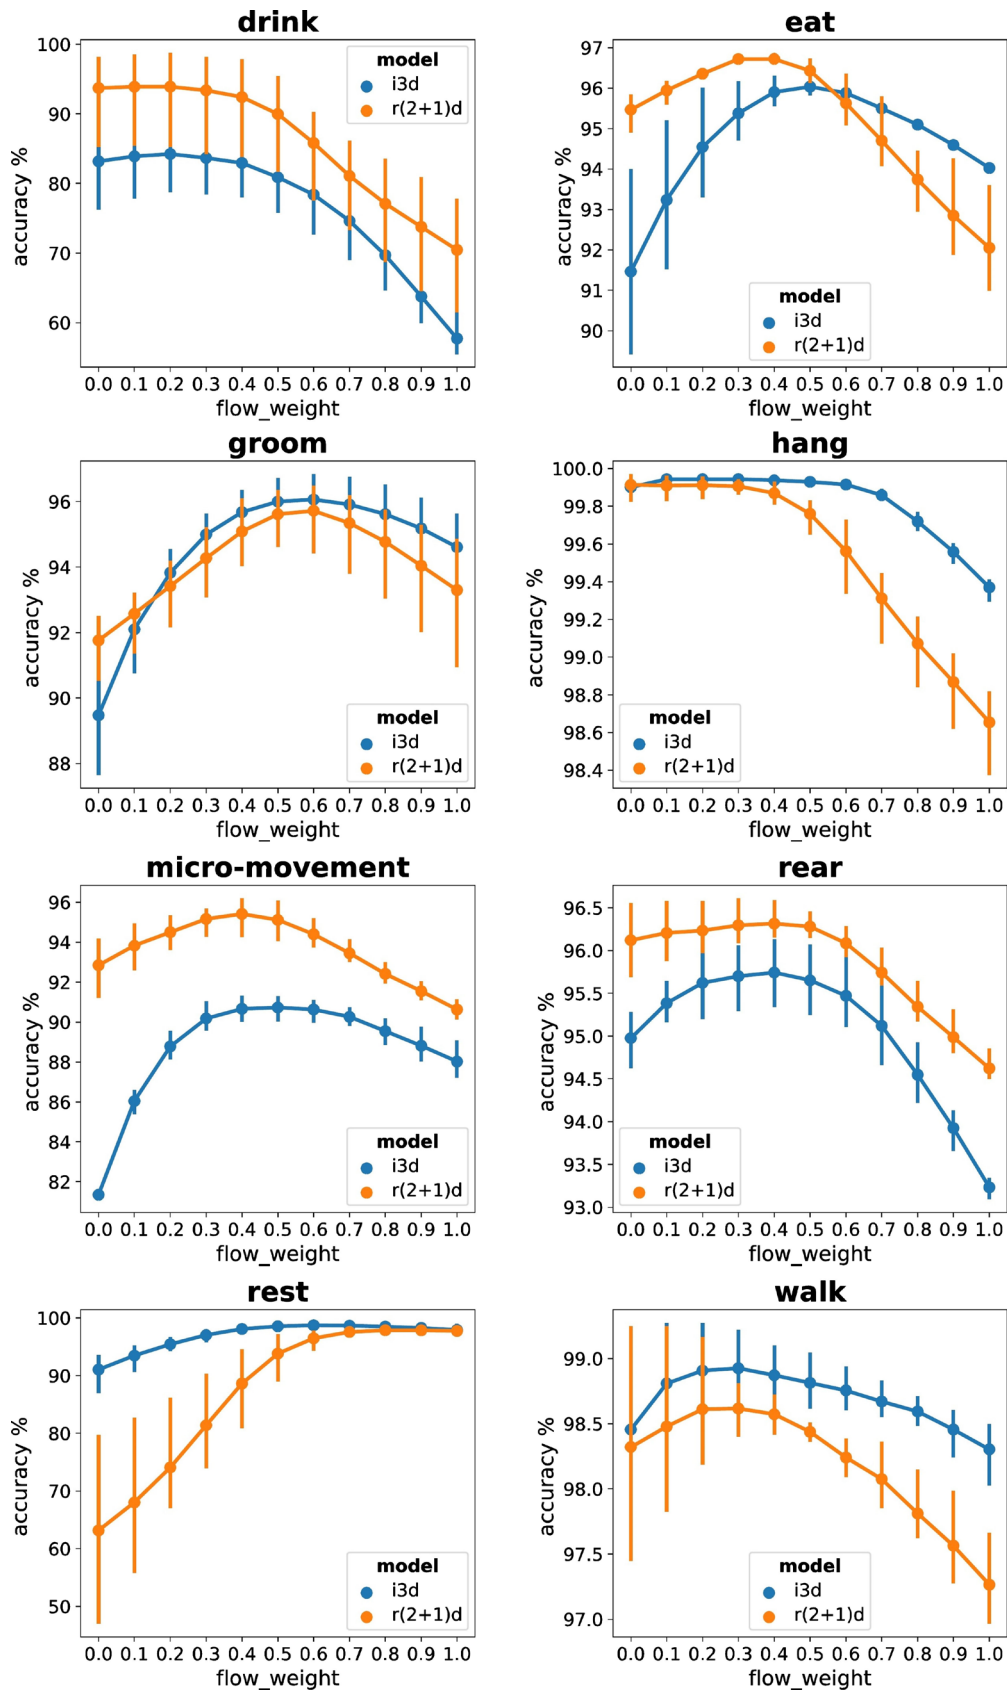 drink
100
90
80
70
60
accuracy %
0.0 0.1 0.2 0.3 0.4 0.5 0.6 0.7 0.8 0.9 1.0
flow_weight
model
i3d
r(2+1)d
eat
97
96
95
94
93
92
91
90
accuracy %
0.0 0.1 0.2 0.3 0.4 0.5 0.6 0.7 0.8 0.9 1.0
flow_weight
model
i3d
r(2+1)d
groom
96
94
92
90
88
accuracy %
0.0 0.1 0.2 0.3 0.4 0.5 0.6 0.7 0.8 0.9 1.0
flow_weight
model
i3d
r(2+1)d
hang
100.0
99.8
99.6
99.4
99.2
99.0
98.8
98.6
98.4
accuracy %
0.0 0.1 0.2 0.3 0.4 0.5 0.6 0.7 0.8 0.9 1.0
flow_weight
model
i3d
r(2+1)d
micro-movement
96
94
92
90
88
86
84
82
accuracy %
0.0 0.1 0.2 0.3 0.4 0.5 0.6 0.7 0.8 0.9 1.0
flow_weight
model
i3d
r(2+1)d
rear
96.5
96.0
95.5
95.0
94.5
94.0
93.5
93.0
accuracy %
0.0 0.1 0.2 0.3 0.4 0.5 0.6 0.7 0.8 0.9 1.0
flow_weight
model
i3d
r(2+1)d
rest
100
90
80
70
60
50
accuracy %
0.0 0.1 0.2 0.3 0.4 0.5 0.6 0.7 0.8 0.9 1.0
flow_weight
model
i3d
r(2+1)d
walk
99.0
98.5
98.0
97.5
97.0
accuracy %
0.0 0.1 0.2 0.3 0.4 0.5 0.6 0.7 0.8 0.9 1.0
flow_weight
model
i3d
r(2+1)d